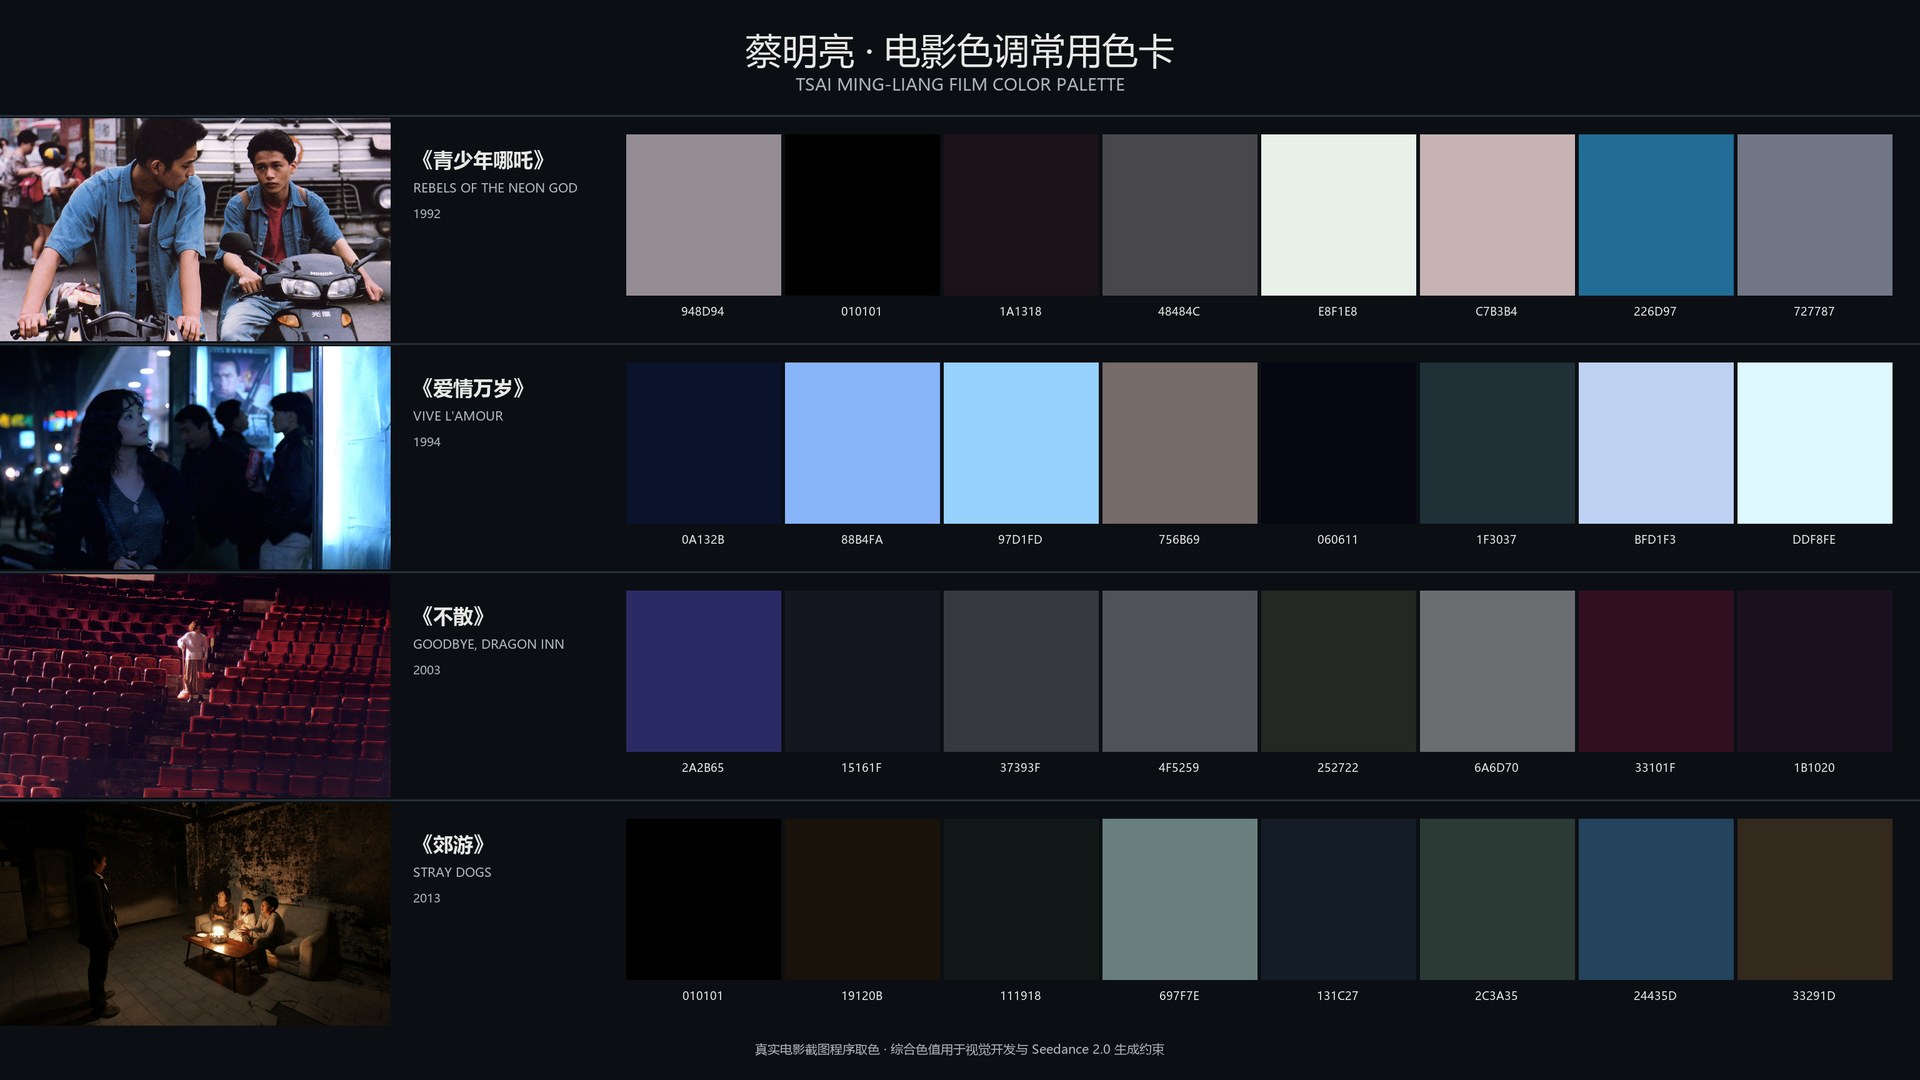 蔡明亮 · 电影色调常用色卡
TSAI MING-LIANG FILM COLOR PALETTE
《青少年哪吒》
REBELS OF THE NEON GOD
1992
948D94 010101 1A1318 48484C E8F1E8 C7B3B4 226D97 727787
HONDA
光陽
《爱情万岁》
VIVE L'AMOUR
1994
0A132B 88B4FA 97D1FD 756B69 060611 1F3037 BFD1F3 DDF8FE
《不散》
GOODBYE, DRAGON INN
2003
2A2B65 15161F 37393F 4F5259 252722 6A6D70 33101F 1B1020
《郊游》
STRAY DOGS
2013
010101 19120B 111918 697F7E 131C27 2C3A35 24435D 33291D
真实电影截图程序取色 · 综合色值用于视觉开发与 Seedance 2.0 生成约束